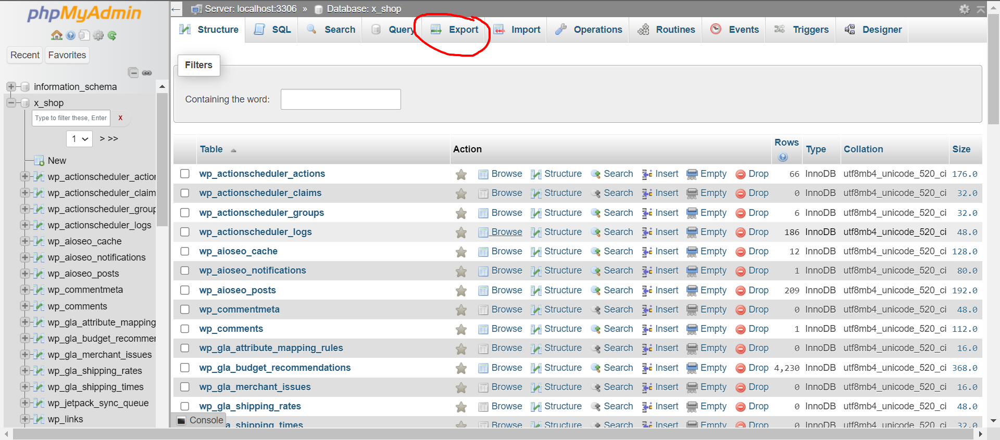 phpMyAdmin
Recent Favorites
information_schema
x_shop
Type to filter these, Enter X
1 > >>
New
wp_actionscheduler_action
wp_actionscheduler_claim
wp_actionscheduler_group
wp_actionscheduler_logs
wp_aioseo_cache
wp_aioseo_notifications
wp_aioseo_posts
wp_commentmeta
wp_comments
wp_gla_attribute_mapping
wp_gla_budget_recommen
wp_gla_merchant_issues
wp_gla_shipping_rates
wp_gla_shipping_times
wp_jetpack_sync_queue
wp_links
Server: localhost:3306 » Database: x_shop
Structure SQL Search Query Export Import Operations Routines Events Triggers Designer
Filters
Containing the word:
Table Action Rows Type Collation Size
wp_actionscheduler_actions Browse Structure Search Insert Empty Drop 66 InnoDB utf8mb4_unicode_520_ci 176.0
wp_actionscheduler_claims Browse Structure Search Insert Empty Drop 0 InnoDB utf8mb4_unicode_520_ci 32.0
wp_actionscheduler_groups Browse Structure Search Insert Empty Drop 6 InnoDB utf8mb4_unicode_520_ci 32.0
wp_actionscheduler_logs Browse Structure Search Insert Empty Drop 186 InnoDB utf8mb4_unicode_520_ci 48.0
wp_aioseo_cache Browse Structure Search Insert Empty Drop 12 InnoDB utf8mb4_unicode_520_ci 128.0
wp_aioseo_notifications Browse Structure Search Insert Empty Drop 1 InnoDB utf8mb4_unicode_520_ci 80.0
wp_aioseo_posts Browse Structure Search Insert Empty Drop 209 InnoDB utf8mb4_unicode_520_ci 192.0
wp_commentmeta Browse Structure Search Insert Empty Drop 0 InnoDB utf8mb4_unicode_520_ci 48.0
wp_comments Browse Structure Search Insert Empty Drop 1 InnoDB utf8mb4_unicode_520_ci 112.0
wp_gla_attribute_mapping_rules Browse Structure Search Insert Empty Drop 0 InnoDB utf8mb4_unicode_520_ci 16.0
wp_gla_budget_recommendations Browse Structure Search Insert Empty Drop 4,230 InnoDB utf8mb4_unicode_520_ci 368.0
wp_gla_merchant_issues Browse Structure Search Insert Empty Drop 0 InnoDB utf8mb4_unicode_520_ci 16.0
wp_gla_shipping_rates Browse Structure Search Insert Empty Drop 0 InnoDB utf8mb4_unicode_520_ci 48.0
a_shipping_times Browse Structure Search Insert Empty Drop 0 InnoDB utf8mb4_unicode_520_ci 32.0
Console